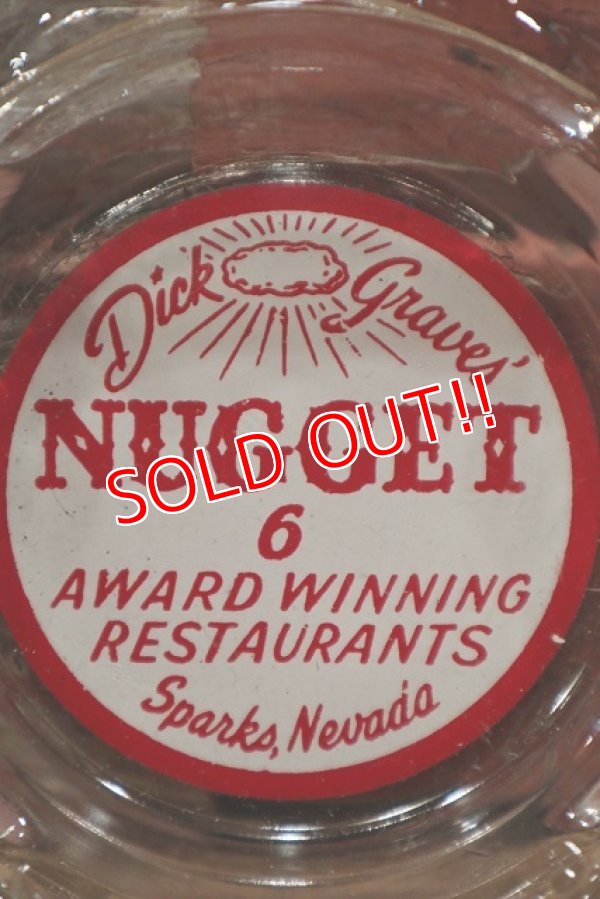 Dick Graves'
NUGGET
SOLD OUT!!
6
AWARD WINNING
RESTAURANTS
Sparks, Nevada